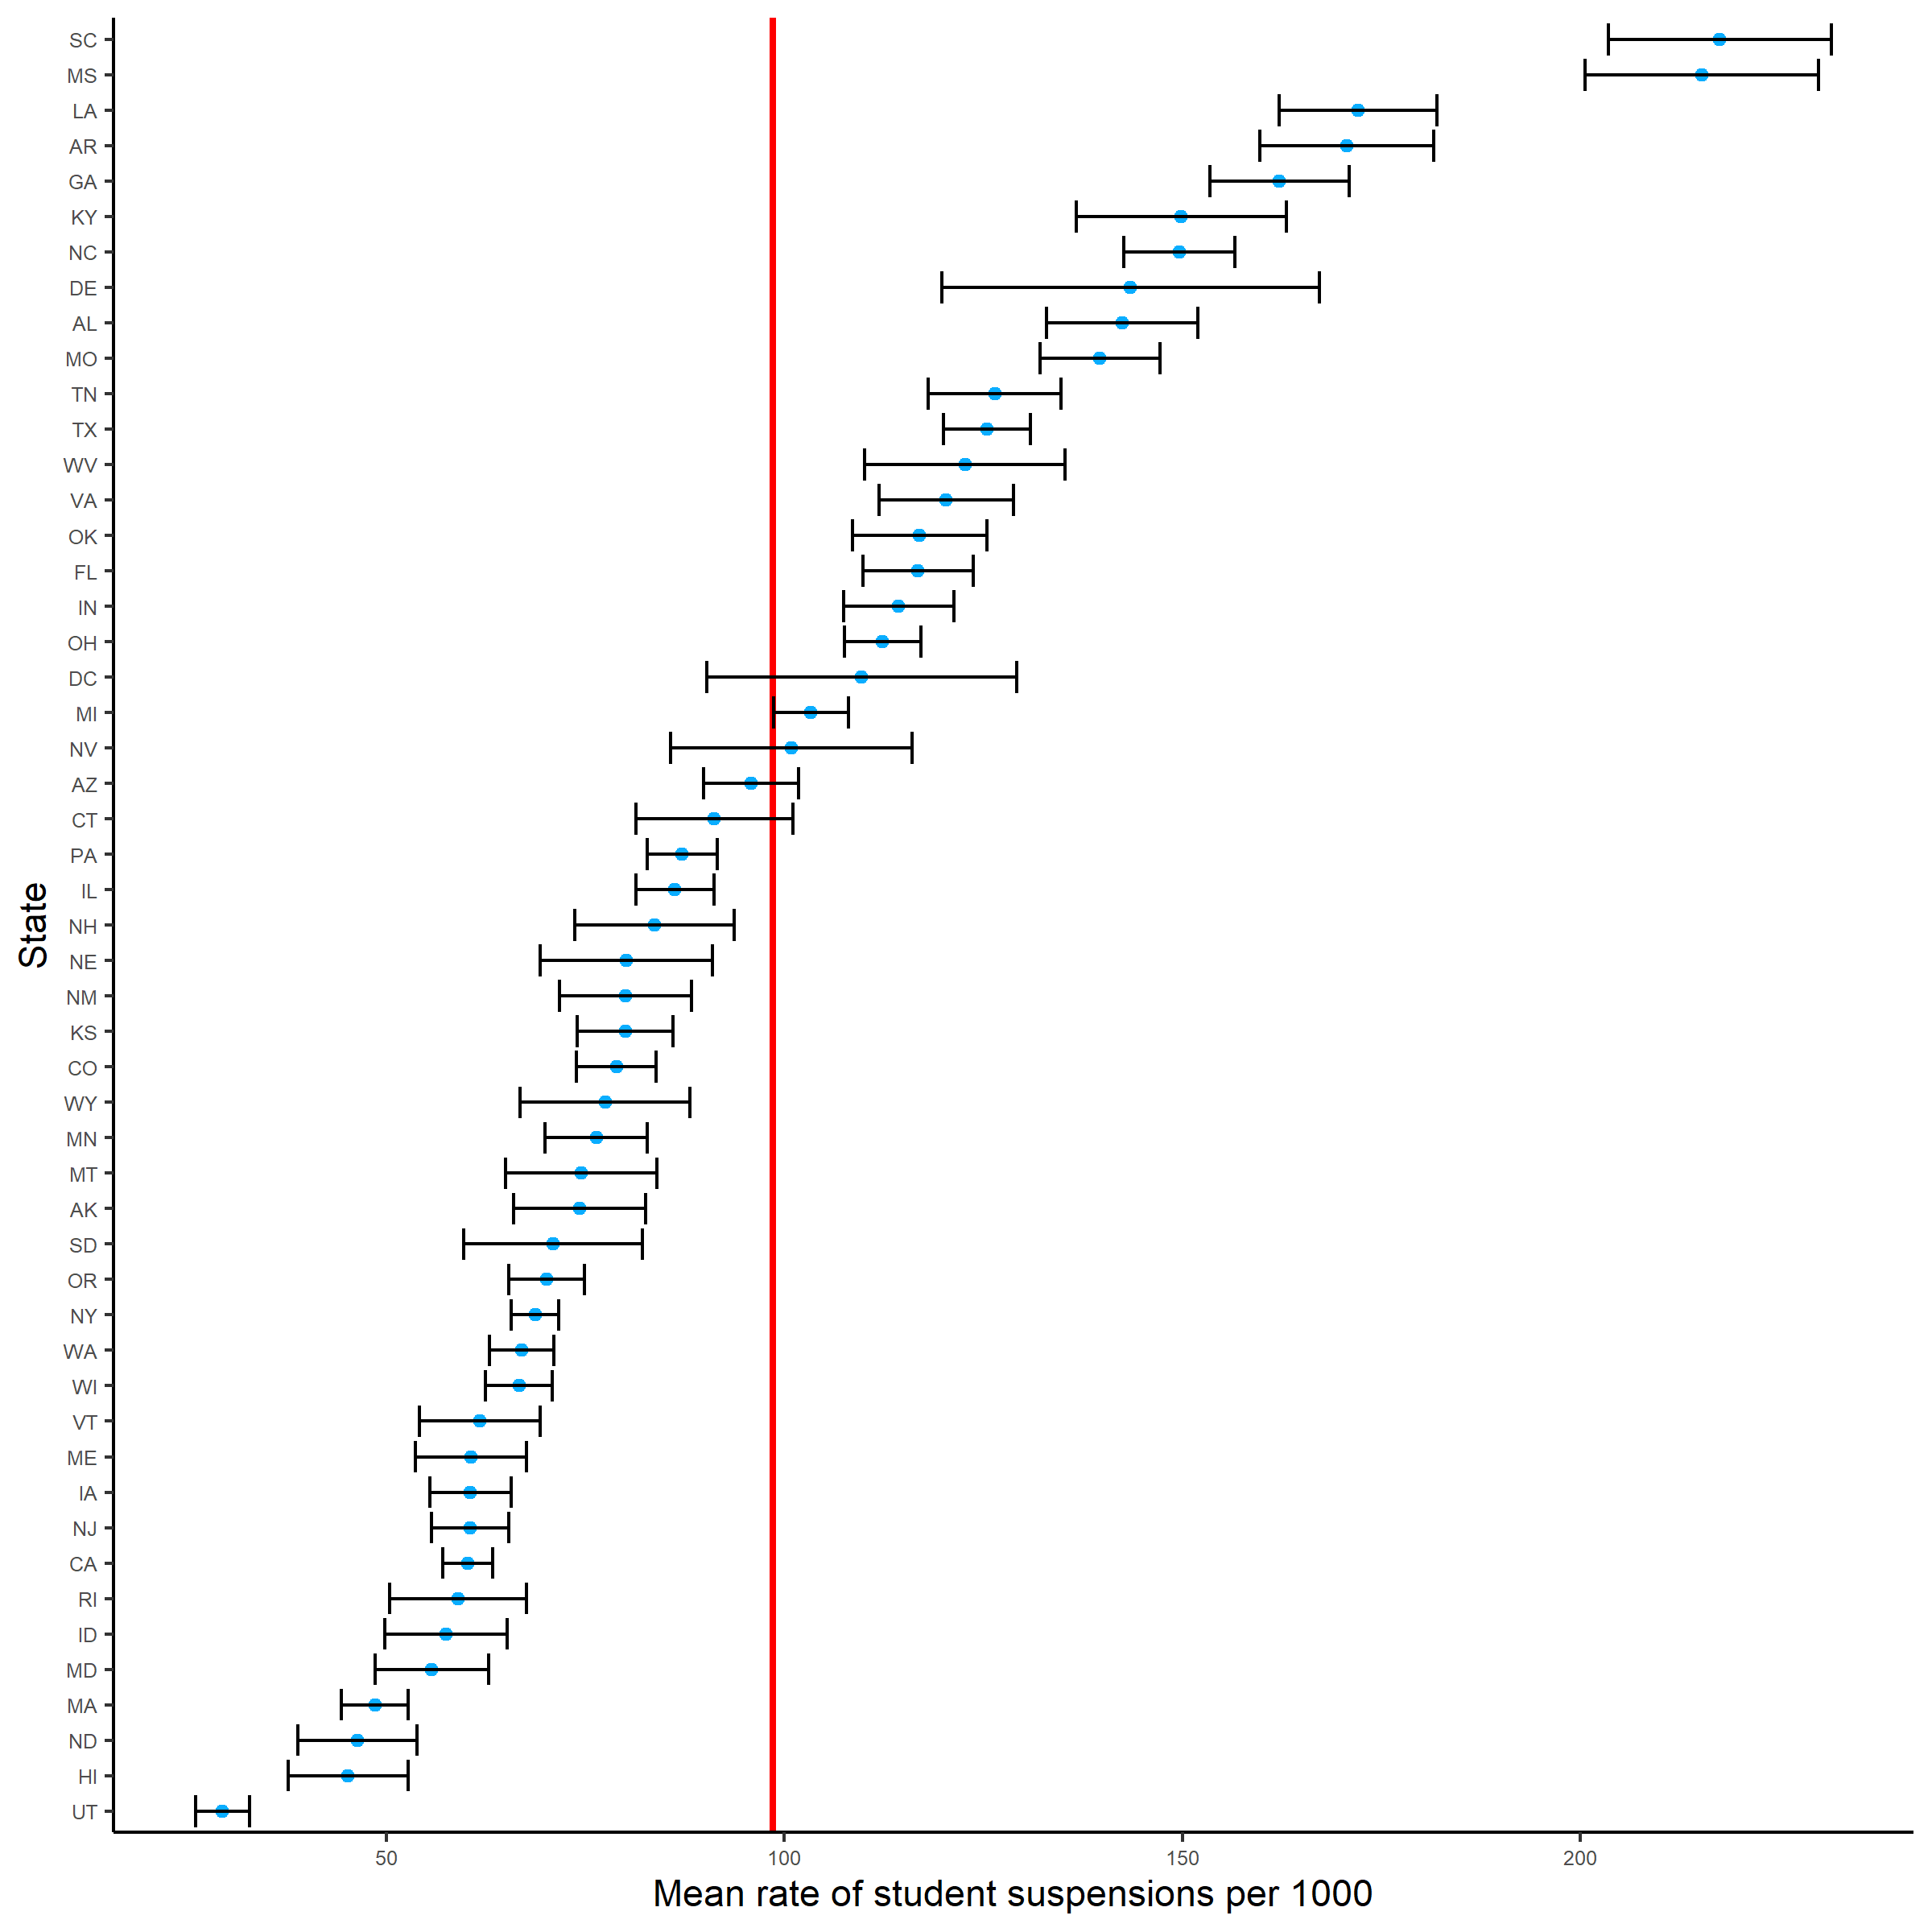 SC
MS
LA
AR
GA
KY
NC
DE
AL
MO
TN
TX
WV
VA
OK
FL
IN
OH
DC
MI
NV
AZ
CT
PA
IL
NH
NE
NM
KS
CO
WY
MN
MT
AK
SD
OR
NY
WA
WI
VT
ME
IA
NJ
CA
RI
ID
MD
MA
ND
HI
UT
State
50 100 150 200
Mean rate of student suspensions per 1000